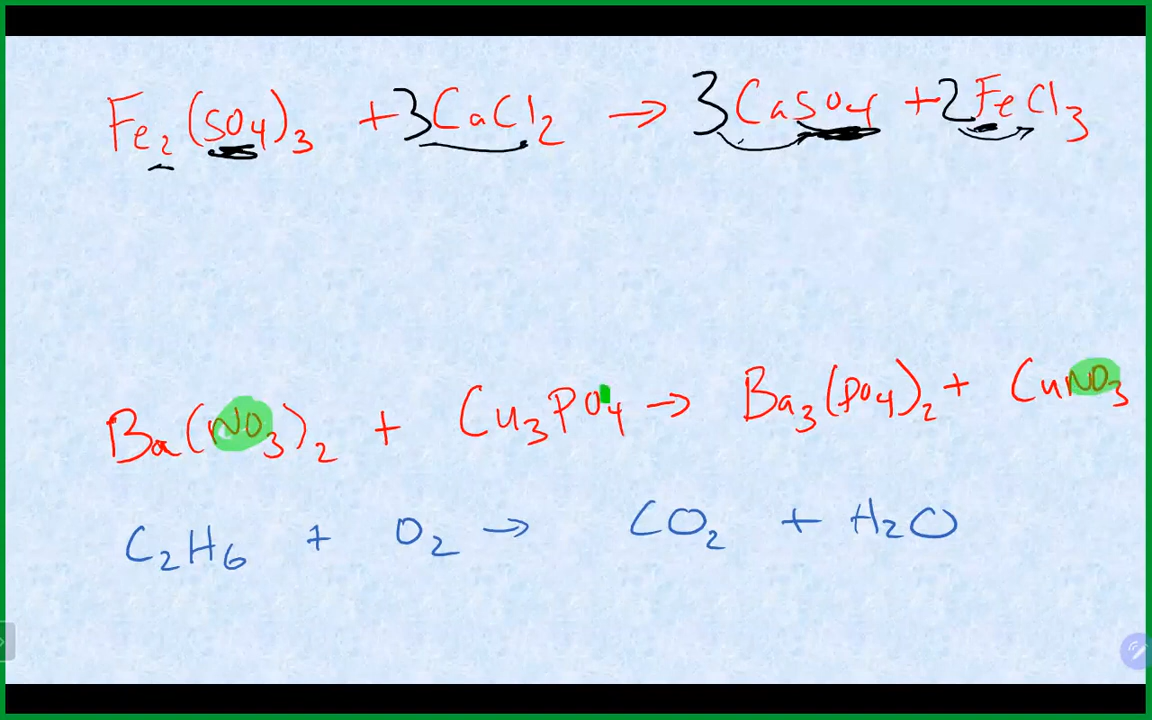 Fe₂(SO₄)₃ + 3CaCl₂ → 3CaSO₄ + 2FeCl₃
Ba(NO₃)₂ + Cu₃PO₄ → Ba₃(PO₄)₂ + CuNO₃
C₂H₆ + O₂ → CO₂ + H₂O